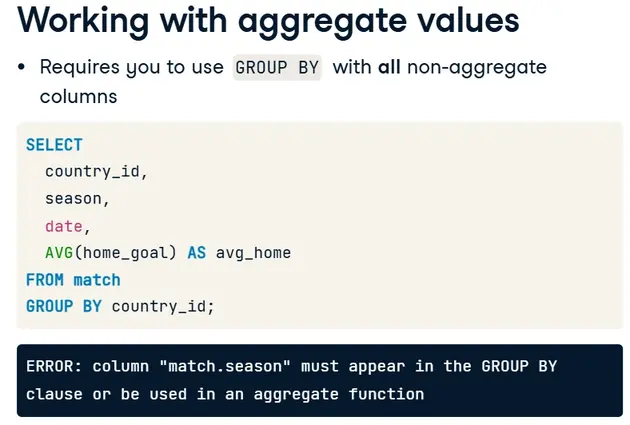 Working with aggregate values
• Requires you to use GROUP BY with all non-aggregate
columns
SELECT
country_id,
season,
date,
AVG(home_goal) AS avg_home
FROM match
GROUP BY country_id;
ERROR: column "match.season" must appear in the GROUP BY
clause or be used in an aggregate function